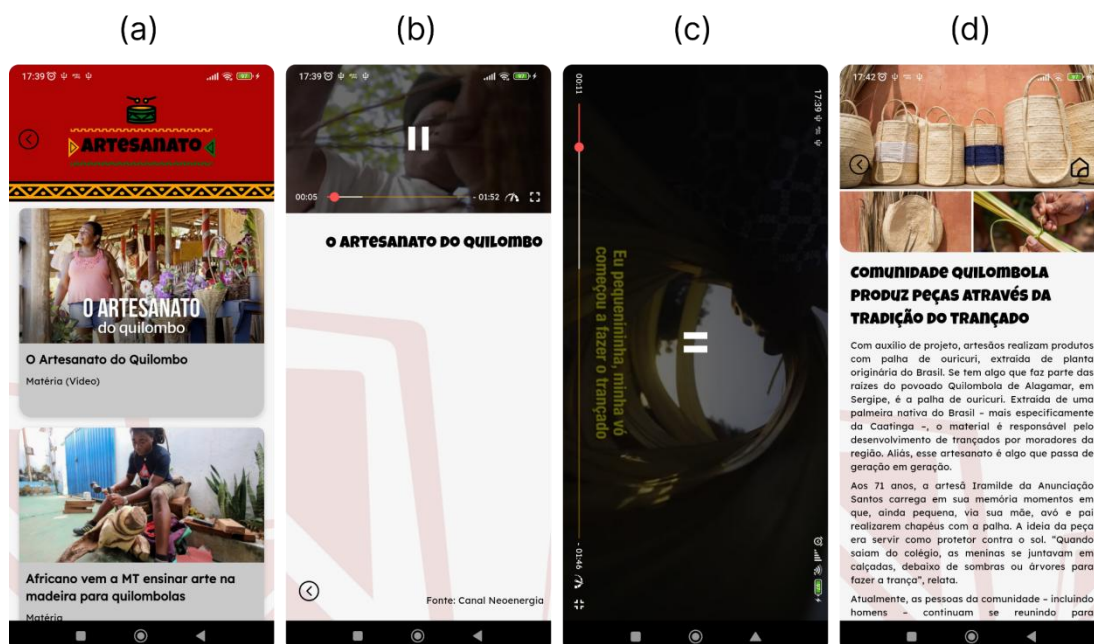 (a)
(b)
(c)
(d)
17:39
ARTESANATO
O ARTESANATO
do quilombo
O Artesanato do Quilombo
Matéria (Vídeo)
Africano vem a MT ensinar arte na
madeira para quilombolas
Matéria
17:39
00:05
- 01:52
O ARTESANATO DO QUILOMBO
Fonte: Canal Neoenergia
17:39
00:11
Eu pequenininha, minha vó
começou a fazer o trançado
- 01:46
17:42
COMUNIDADE QUILOMBOLA
PRODUZ PEÇAS ATRAVÉS DA
TRADIÇÃO DO TRANÇADO
Com auxílio de projeto, artesãos realizam produtos
com palha de ouricuri, extraída de planta
originária do Brasil. Se tem algo que faz parte das
raízes do povoado Quilombola de Alagamar, em
Sergipe, é a palha de ouricuri. Extraída de uma
palmeira nativa do Brasil – mais especificamente
da Caatinga –, o material é responsável pelo
desenvolvimento de trançados por moradores da
região. Aliás, esse artesanato é algo que passa de
geração em geração.
Aos 71 anos, a artesã Iramilde da Anunciação
Santos carrega em sua memória momentos em
que, ainda pequena, via sua mãe, avó e pai
realizarem chapéus com a palha. A ideia da peça
era servir como protetor contra o sol. “Quando
saiam do colégio, as meninas se juntavam em
calçadas, debaixo de sombras ou árvores para
fazer a trança”, relata.
Atualmente, as pessoas da comunidade – incluindo
homens – continuam se reunindo para